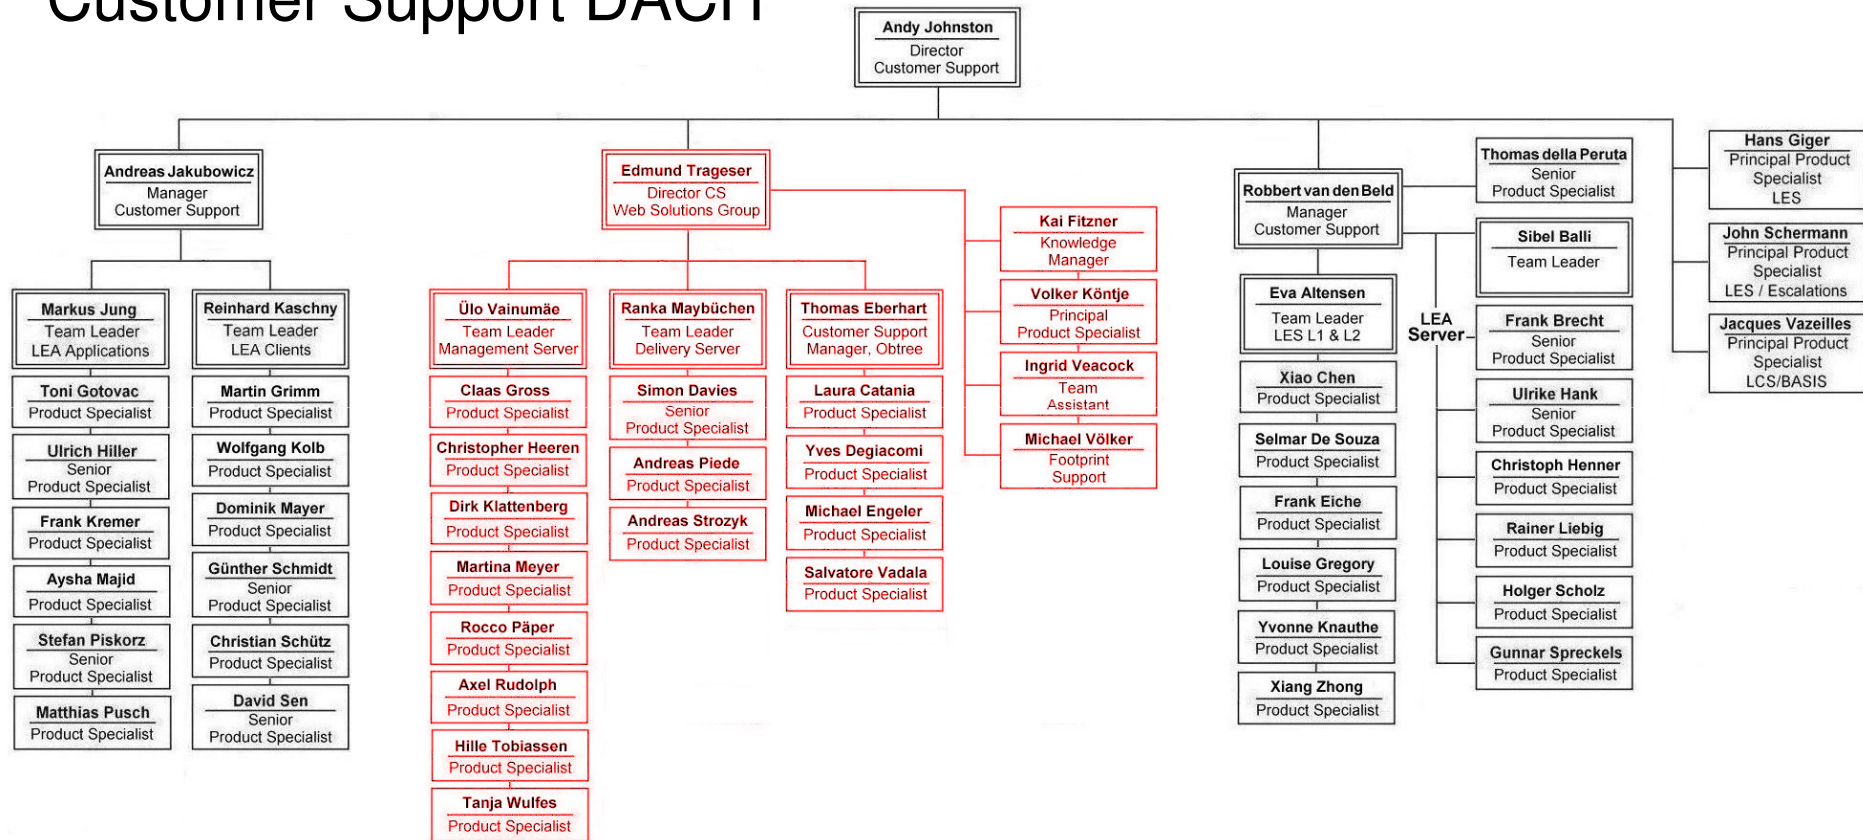 Customer Support DACH
Andy Johnston
Director
Customer Support
Andreas Jakubowicz
Manager
Customer Support
Markus Jung
Team Leader
LEA Applications
Toni Gotovac
Product Specialist
Ulrich Hiller
Senior
Product Specialist
Frank Kremer
Product Specialist
Aysha Majid
Product Specialist
Stefan Piskorz
Senior
Product Specialist
Matthias Pusch
Product Specialist
Reinhard Kaschny
Team Leader
LEA Clients
Martin Grimm
Product Specialist
Wolfgang Kolb
Product Specialist
Dominik Mayer
Product Specialist
Günther Schmidt
Senior
Product Specialist
Christian Schütz
Product Specialist
David Sen
Senior
Product Specialist
Edmund Trageser
Director CS
Web Solutions Group
Ülo Vainumäe
Team Leader
Management Server
Claas Gross
Product Specialist
Christopher Heeren
Product Specialist
Dirk Klattenberg
Product Specialist
Martina Meyer
Product Specialist
Rocco Päper
Product Specialist
Axel Rudolph
Product Specialist
Hille Tobiassen
Product Specialist
Tanja Wulfes
Product Specialist
Ranka Maybüchen
Team Leader
Delivery Server
Simon Davies
Senior
Product Specialist
Andreas Piede
Product Specialist
Andreas Strozyk
Product Specialist
Thomas Eberhart
Customer Support
Manager, Obtree
Laura Catania
Product Specialist
Yves Degiacomi
Product Specialist
Michael Engeler
Product Specialist
Salvatore Vadala
Product Specialist
Kai Fitzner
Knowledge
Manager
Volker Köntje
Principal
Product Specialist
Ingrid Veacock
Team
Assistant
Michael Völker
Footprint
Support
Robbert van den Beld
Manager
Customer Support
Eva Altensen
Team Leader
LES L1 & L2
Xiao Chen
Product Specialist
Selmar De Souza
Product Specialist
Frank Eiche
Product Specialist
Louise Gregory
Product Specialist
Yvonne Knauthe
Product Specialist
Xiang Zhong
Product Specialist
Thomas della Peruta
Senior
Product Specialist
LEA
Server
Sibel Balli
Team Leader
Frank Brecht
Senior
Product Specialist
Ulrike Hank
Senior
Product Specialist
Christoph Henner
Product Specialist
Rainer Liebig
Product Specialist
Holger Scholz
Product Specialist
Gunnar Spreckels
Product Specialist
Hans Giger
Principal Product
Specialist
LES
John Schermann
Principal Product
Specialist
LES / Escalations
Jacques Vazeilles
Principal Product
Specialist
LCS/BASIS